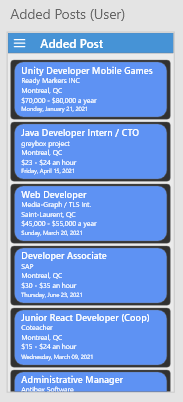 Added Posts (User)
Added Post
Unity Developer Mobile Games
Ready Markers INC
Montreal, QC
$70,000 - $80,000 a year
Monday, January 21, 2021
Java Developer Intern / CTO
greybox project
Montreal, QC
$23 - $24 an hour
Friday, April 15, 2021
Web Developer
Media-Graph / TLS Int.
Saint-Laurent, QC
$45,000 - $55,000 a year
Sunday, March 20, 2021
Developer Associate
SAP
Montreal, QC
$30 - $35 an hour
Thursday, June 23, 2021
Junior React Developer (Coop)
Coteacher
Montreal, QC
$15 - $24 an hour
Wednesday, March 09, 2021
Administrative Manager
Antibex Software